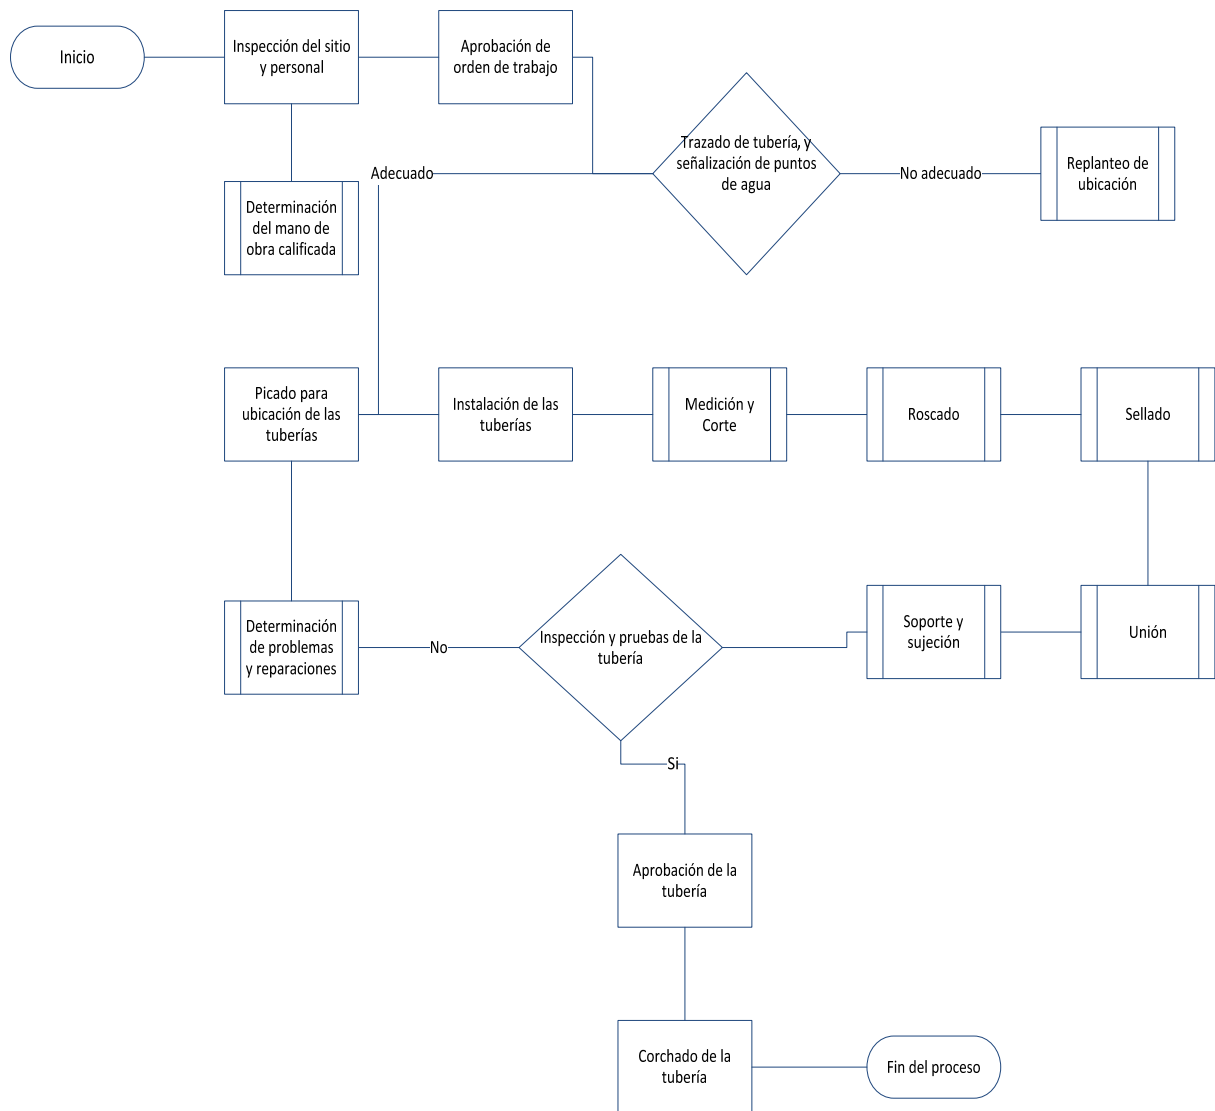 Inicio
Inspección del sitio
y personal
Aprobación de
orden de trabajo
Trazado de tubería, y
señalización de puntos
de agua
Adecuado
No adecuado
Replanteo de
ubicación
Determinación
del mano de
obra calificada
Picado para
ubicación de las
tuberías
Instalación de las
tuberías
Medición y
Corte
Roscado
Sellado
Determinación
de problemas
y reparaciones
No
Inspección y pruebas de la
tubería
Soporte y
sujeción
Unión
Si
Aprobación de la
tubería
Corchado de la
tubería
Fin del proceso